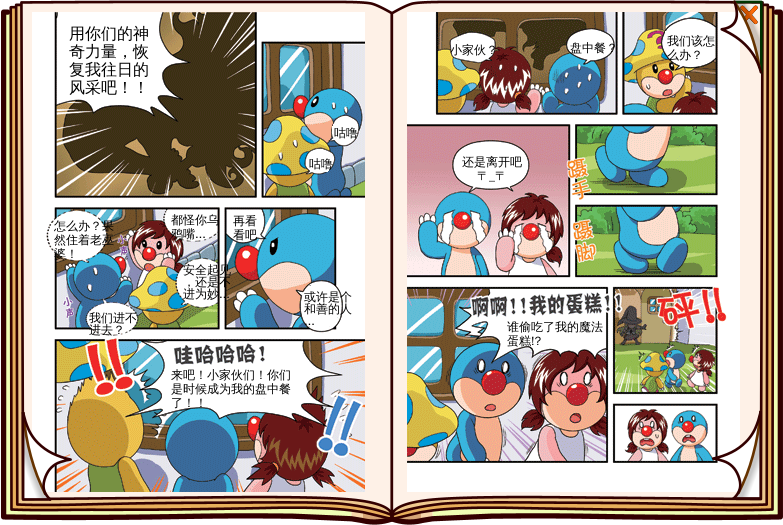 用你们的神
奇力量，恢
复我往日的
风采吧！！
咕噜
咕噜
怎么办？果
然住着老巫
婆！
小声
都怪你乌
鸦嘴...
安全起见
还是不
进为妙...
小声
我们进不
进去？
再看
看吧
或许是个
和善的人
...
哇哈哈哈！
来吧！小家伙们！你们
是时候成为我的盘中餐
了！！
!!
!!
小家伙？
盘中餐？
我们该怎
么办？
还是离开吧
〒_〒
蹑手
蹑脚
啊啊！！我的蛋糕！！
谁偷吃了我的魔法
蛋糕!?
砰!!